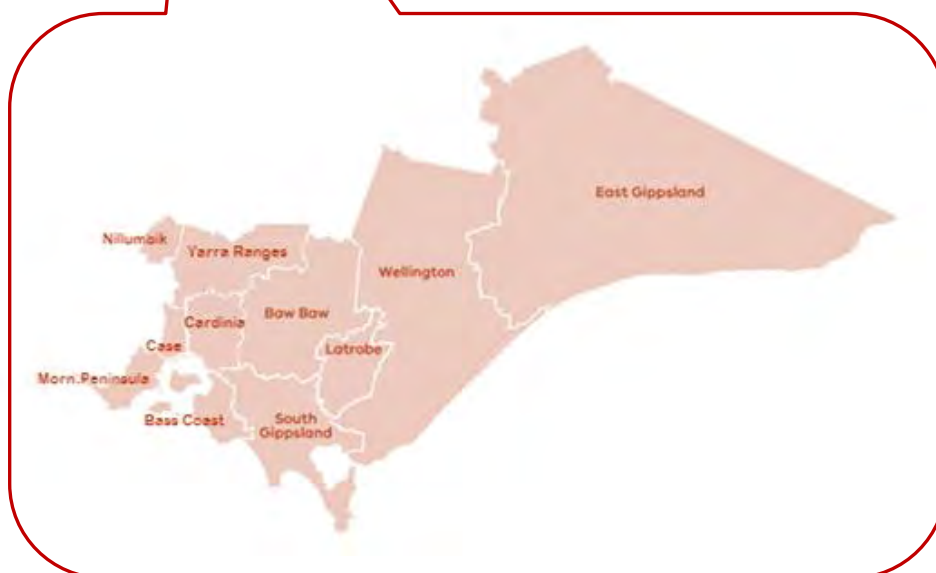 East Gippsland
Nillumbik
Yarra Ranges
Wellington
Baw Baw
Cardinia
Case
Latrobe
Morn.Peninsula
Bass Coast
South
Gippsland